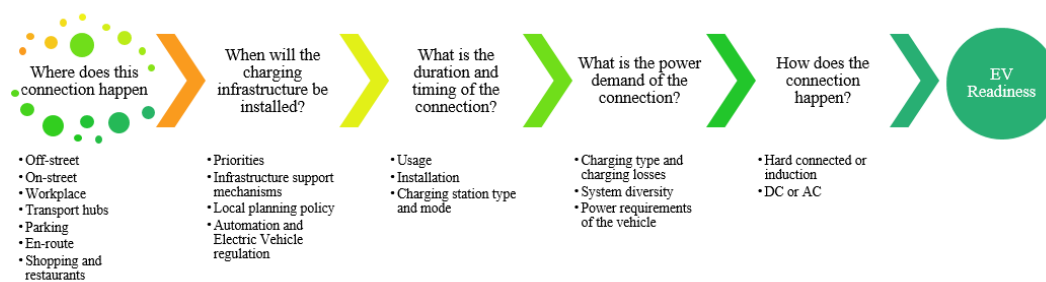 Where does this
connection happen
When will the
charging
infrastructure be
installed?
What is the
duration and
timing of the
connection?
What is the power
demand of the
connection?
How does the
connection
happen?
EV
Readiness
• Off-street
• On-street
• Workplace
• Transport hubs
• Parking
• En-route
• Shopping and
restaurants
• Priorities
• Infrastructure support
mechanisms
• Local planning policy
• Automation and
Electric Vehicle
regulation
• Usage
• Installation
• Charging station type
and mode
• Charging type and
charging losses
• System diversity
• Power requirements
of the vehicle
• Hard connected or
induction
• DC or AC